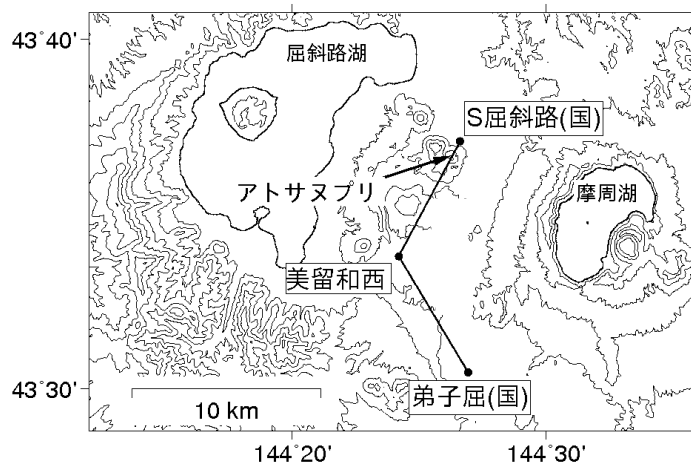 43°40'
屈斜路湖
S屈斜路(国)
アトサヌプリ
摩周湖
美留和西
43°30'
10 km
弟子屈(国)
144°20'
144°30'